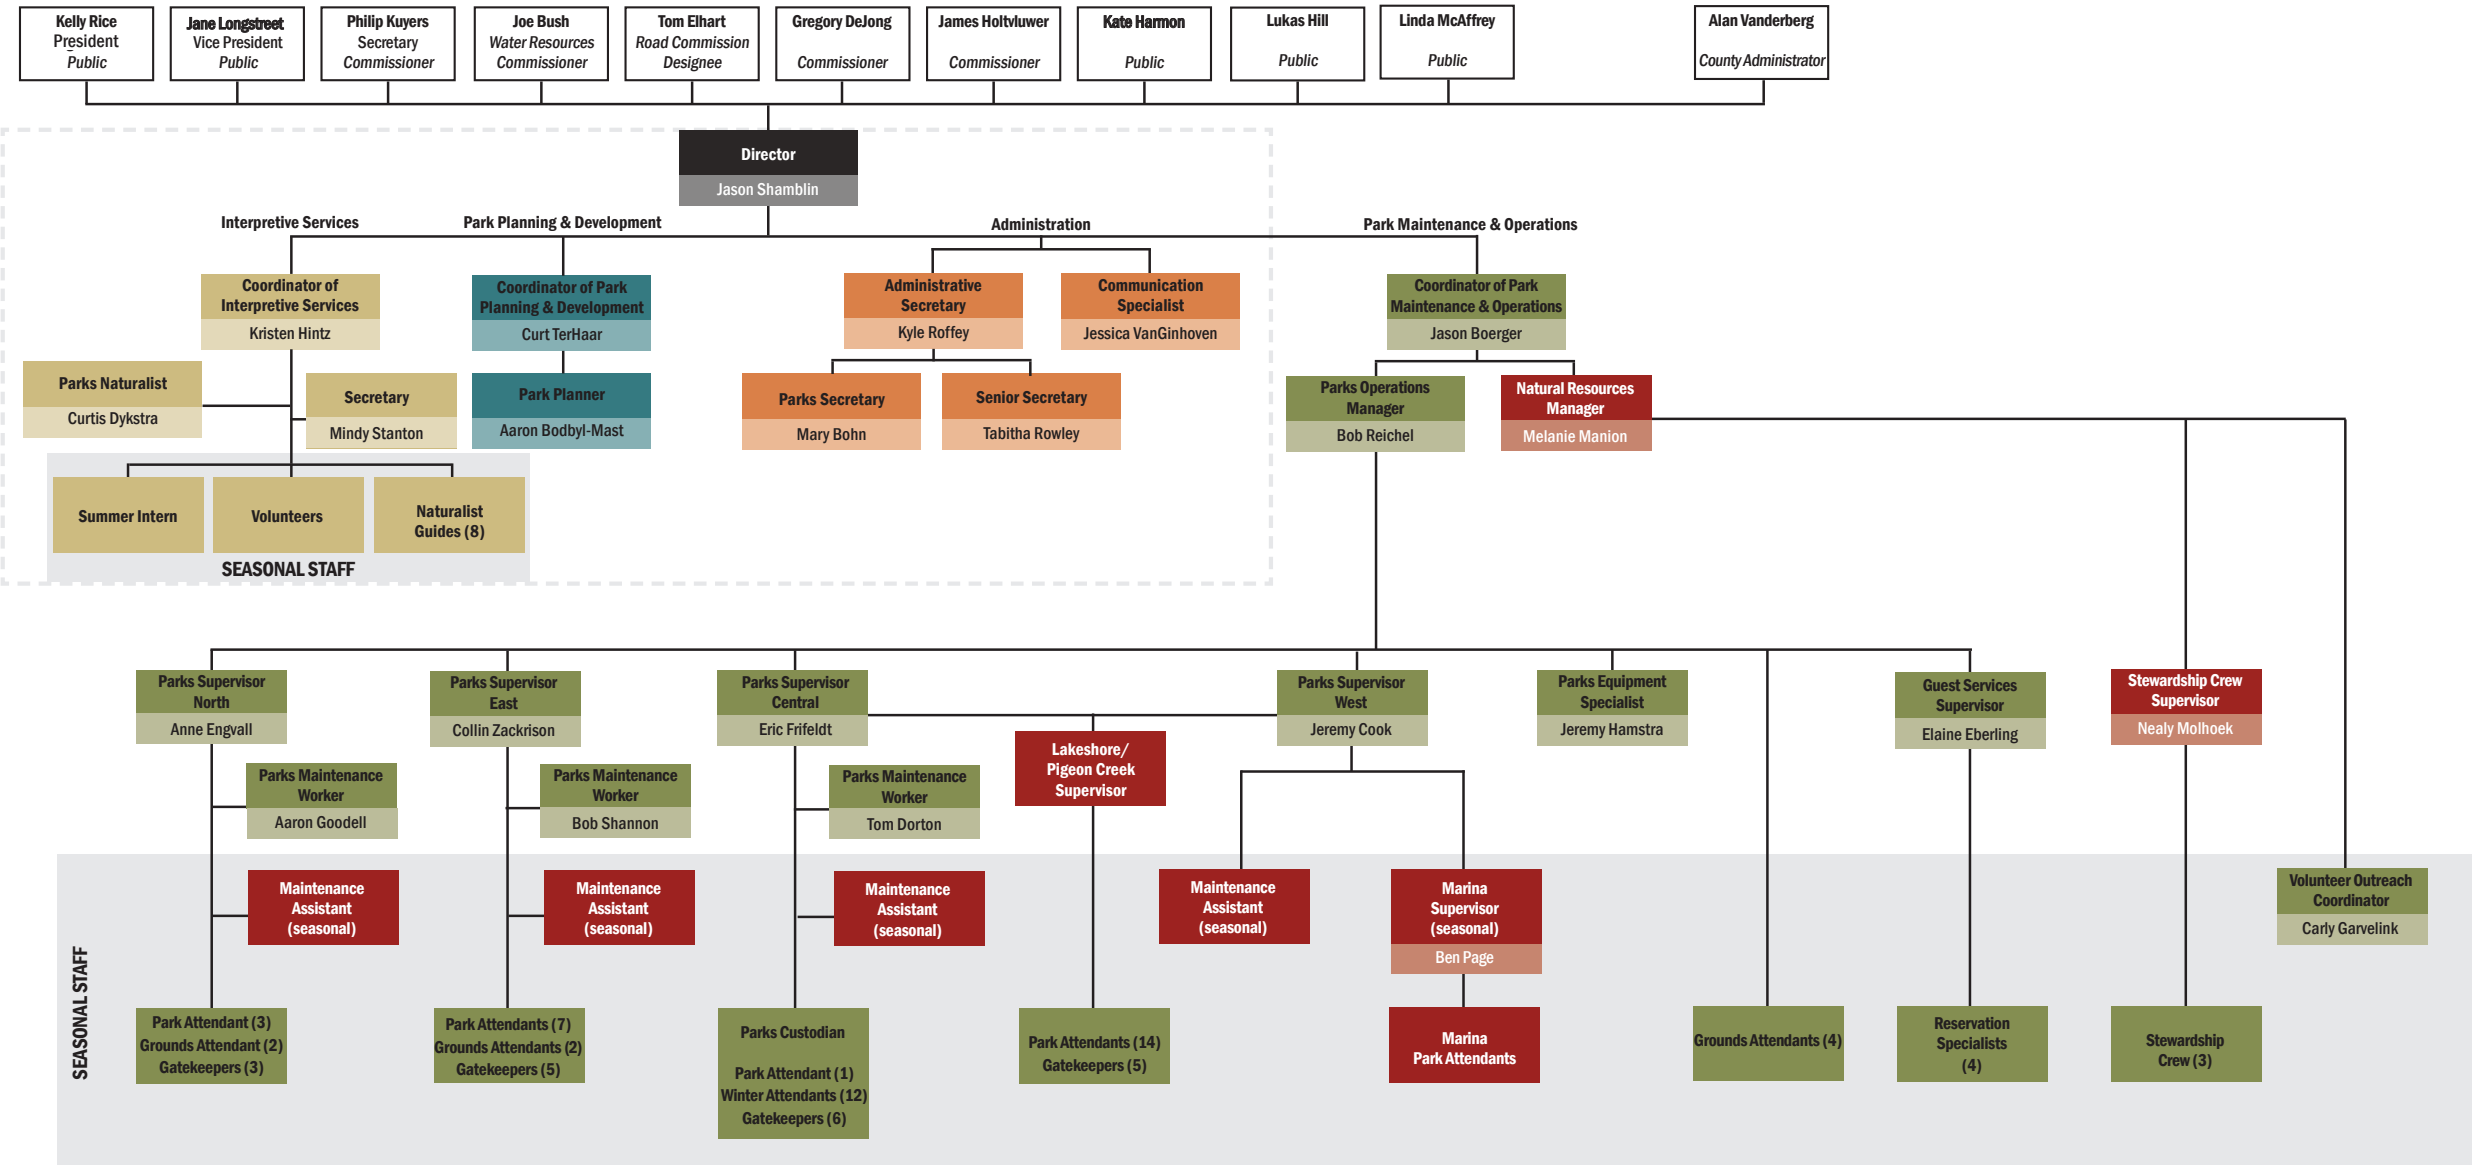 Kelly Rice
President
Public
Jane Longstreet
Vice President
Public
Philip Kuyers
Secretary
Commissioner
Joe Bush
Water Resources
Commissioner
Tom Elhart
Road Commission
Designee
Gregory DeJong
Commissioner
James Holtvluwer
Commissioner
Kate Harmon
Public
Lukas Hill
Public
Linda McAffrey
Public
Alan Vanderberg
County Administrator
Director
Jason Shamblin
Interpretive Services
Park Planning & Development
Administration
Park Maintenance & Operations
Coordinator of
Interpretive Services
Kristen Hintz
Coordinator of Park
Planning & Development
Curt TerHaar
Administrative
Secretary
Kyle Roffey
Communication
Specialist
Jessica VanGinhoven
Coordinator of Park
Maintenance & Operations
Jason Boerger
Parks Naturalist
Curtis Dykstra
Secretary
Mindy Stanton
Park Planner
Aaron Bodbyl-Mast
Parks Secretary
Mary Bohn
Senior Secretary
Tabitha Rowley
Parks Operations
Manager
Bob Reichel
Natural Resources
Manager
Melanie Manion
Summer Intern
Volunteers
Naturalist
Guides (8)
SEASONAL STAFF
Parks Supervisor
North
Anne Engvall
Parks Supervisor
East
Collin Zackrison
Parks Supervisor
Central
Eric Frifeldt
Parks Supervisor
West
Jeremy Cook
Parks Equipment
Specialist
Jeremy Hamstra
Guest Services
Supervisor
Elaine Eberling
Stewardship Crew
Supervisor
Nealy Molhoek
Parks Maintenance
Worker
Aaron Goodell
Parks Maintenance
Worker
Bob Shannon
Parks Maintenance
Worker
Tom Dorton
Lakeshore/
Pigeon Creek
Supervisor
SEASONAL STAFF
Maintenance
Assistant
(seasonal)
Maintenance
Assistant
(seasonal)
Maintenance
Assistant
(seasonal)
Maintenance
Assistant
(seasonal)
Marina
Supervisor
(seasonal)
Ben Page
Volunteer Outreach
Coordinator
Carly Garvelink
Park Attendant (3)
Grounds Attendant (2)
Gatekeepers (3)
Park Attendants (7)
Grounds Attendants (2)
Gatekeepers (5)
Parks Custodian
Park Attendant (1)
Winter Attendants (12)
Gatekeepers (6)
Park Attendants (14)
Gatekeepers (5)
Marina
Park Attendants
Grounds Attendants (4)
Reservation
Specialists
(4)
Stewardship
Crew (3)